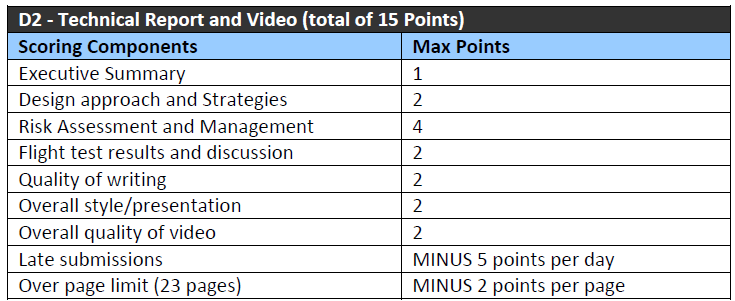 D2 - Technical Report and Video (total of 15 Points)
Scoring Components Max Points
Executive Summary 1
Design approach and Strategies 2
Risk Assessment and Management 4
Flight test results and discussion 2
Quality of writing 2
Overall style/presentation 2
Overall quality of video 2
Late submissions MINUS 5 points per day
Over page limit (23 pages) MINUS 2 points per page